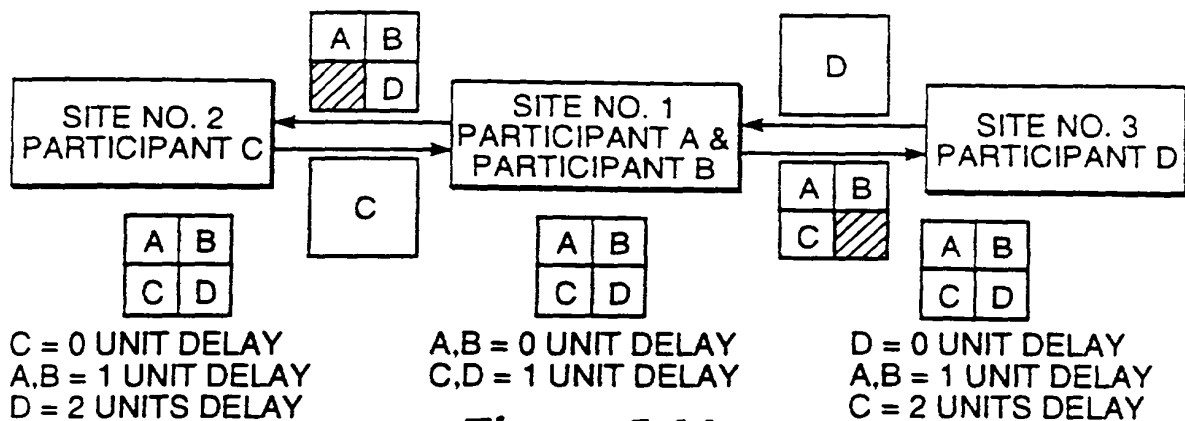 A B
D
D
SITE NO. 2
PARTICIPANT C
SITE NO. 1
PARTICIPANT A &
PARTICIPANT B
SITE NO. 3
PARTICIPANT D
C
A B
C
A B
C D
A B
C D
A B
C D
C = 0 UNIT DELAY
A,B = 1 UNIT DELAY
D = 2 UNITS DELAY
A,B = 0 UNIT DELAY
C,D = 1 UNIT DELAY
D = 0 UNIT DELAY
A,B = 1 UNIT DELAY
C = 2 UNITS DELAY